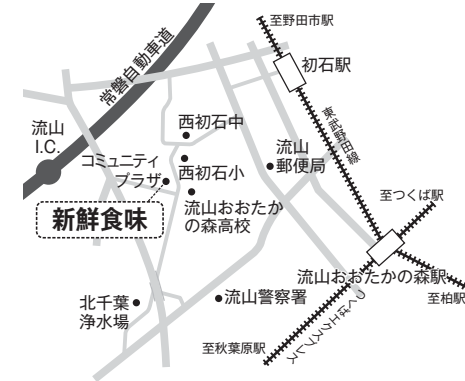 至野田市駅
初石駅
常磐自動車道
東武野田線
西初石中
流山
I.C.
コミュニティ
プラザ
西初石小
流山
郵便局
新鮮食味
流山おおたか
の森高校
至つくば駅
流山おおたかの森駅
至柏駅
北千葉
浄水場
流山警察署
つくばエクスプレス
至秋葉原駅